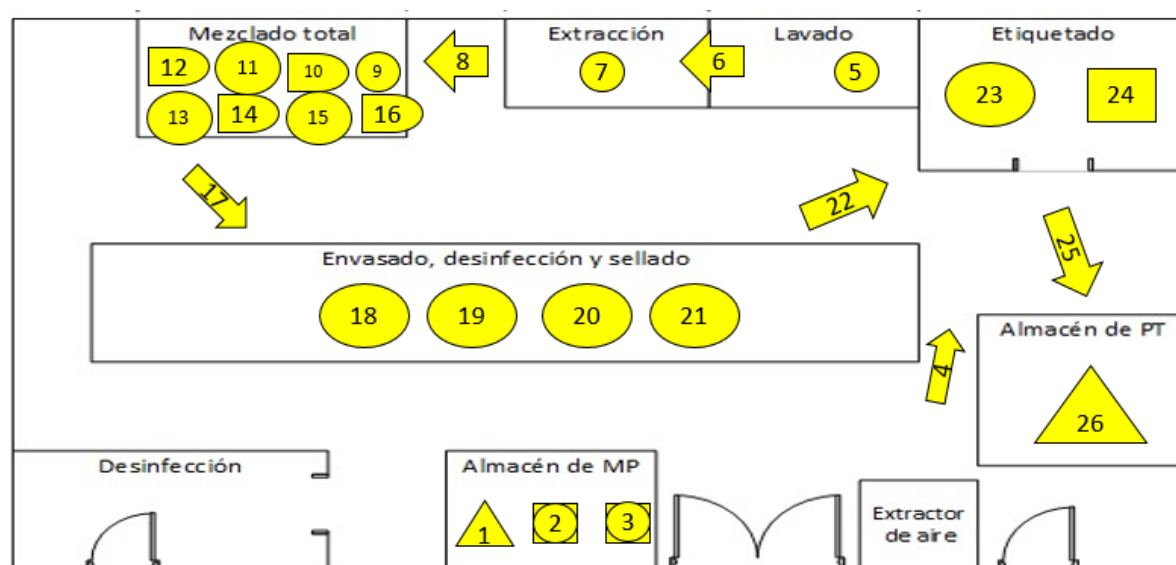 Mezclado total
Extracción
Lavado
Etiquetado
12
11
10
9
8
7
6
5
23
24
13
14
15
16
17
22
25
Envasado, desinfección y sellado
18
19
20
21
Almacén de PT
4
26
Desinfección
Almacén de MP
1
2
3
Extractor
de aire